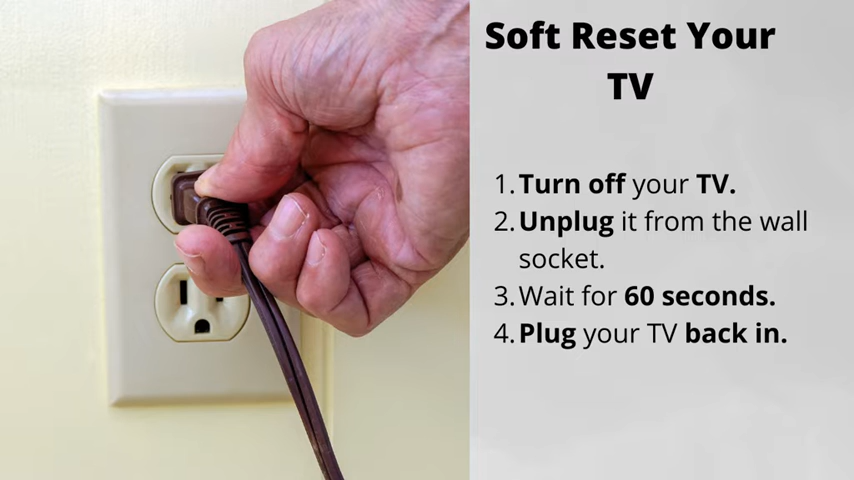 Soft Reset Your
TV
1. Turn off your TV.
2. Unplug it from the wall
socket.
3. Wait for 60 seconds.
4. Plug your TV back in.